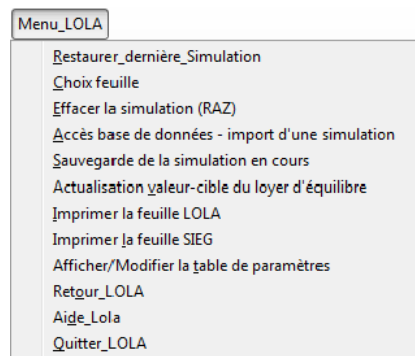 Menu_LOLA
Restaurer_dernière_Simulation
Choix feuille
Effacer la simulation (RAZ)
Accès base de données - import d'une simulation
Sauvegarde de la simulation en cours
Actualisation valeur-cible du loyer d'équilibre
Imprimer la feuille LOLA
Imprimer la feuille SIEG
Afficher/Modifier la table de paramètres
Retour_LOLA
Aide_Lola
Quitter_LOLA